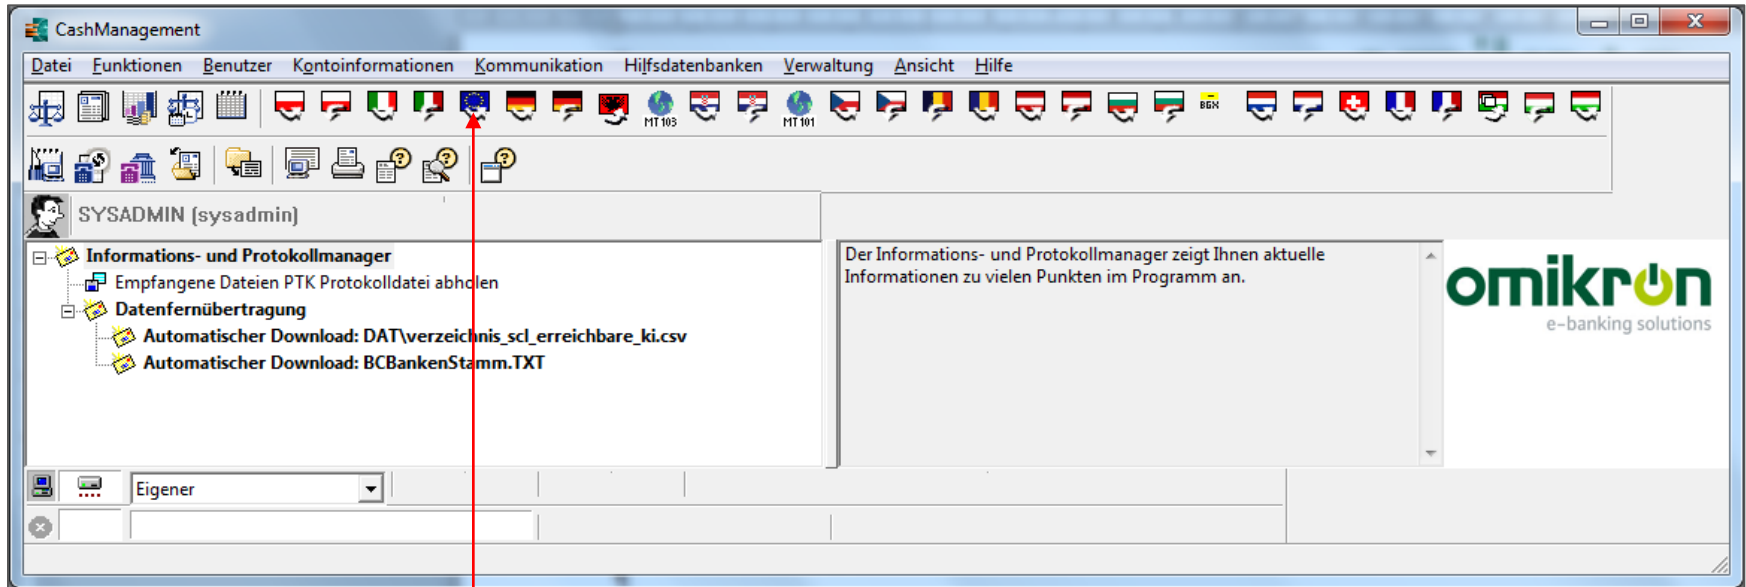 CashManagement
Datei Funktionen Benutzer Kontoinformationen Kommunikation Hilfsdatenbanken Verwaltung Ansicht Hilfe
MT103 MT101 BGK
SYSADMIN (sysadmin)
Informations- und Protokollmanager
Empfangene Dateien PTK Protokolldatei abholen
Datenfernübertragung
Automatischer Download: DAT\verzeichnis_scl_erreichbare_ki.csv
Automatischer Download: BCBankenStamm.TXT
Der Informations- und Protokollmanager zeigt Ihnen aktuelle
Informationen zu vielen Punkten im Programm an.
omikron
e-banking solutions
Eigener